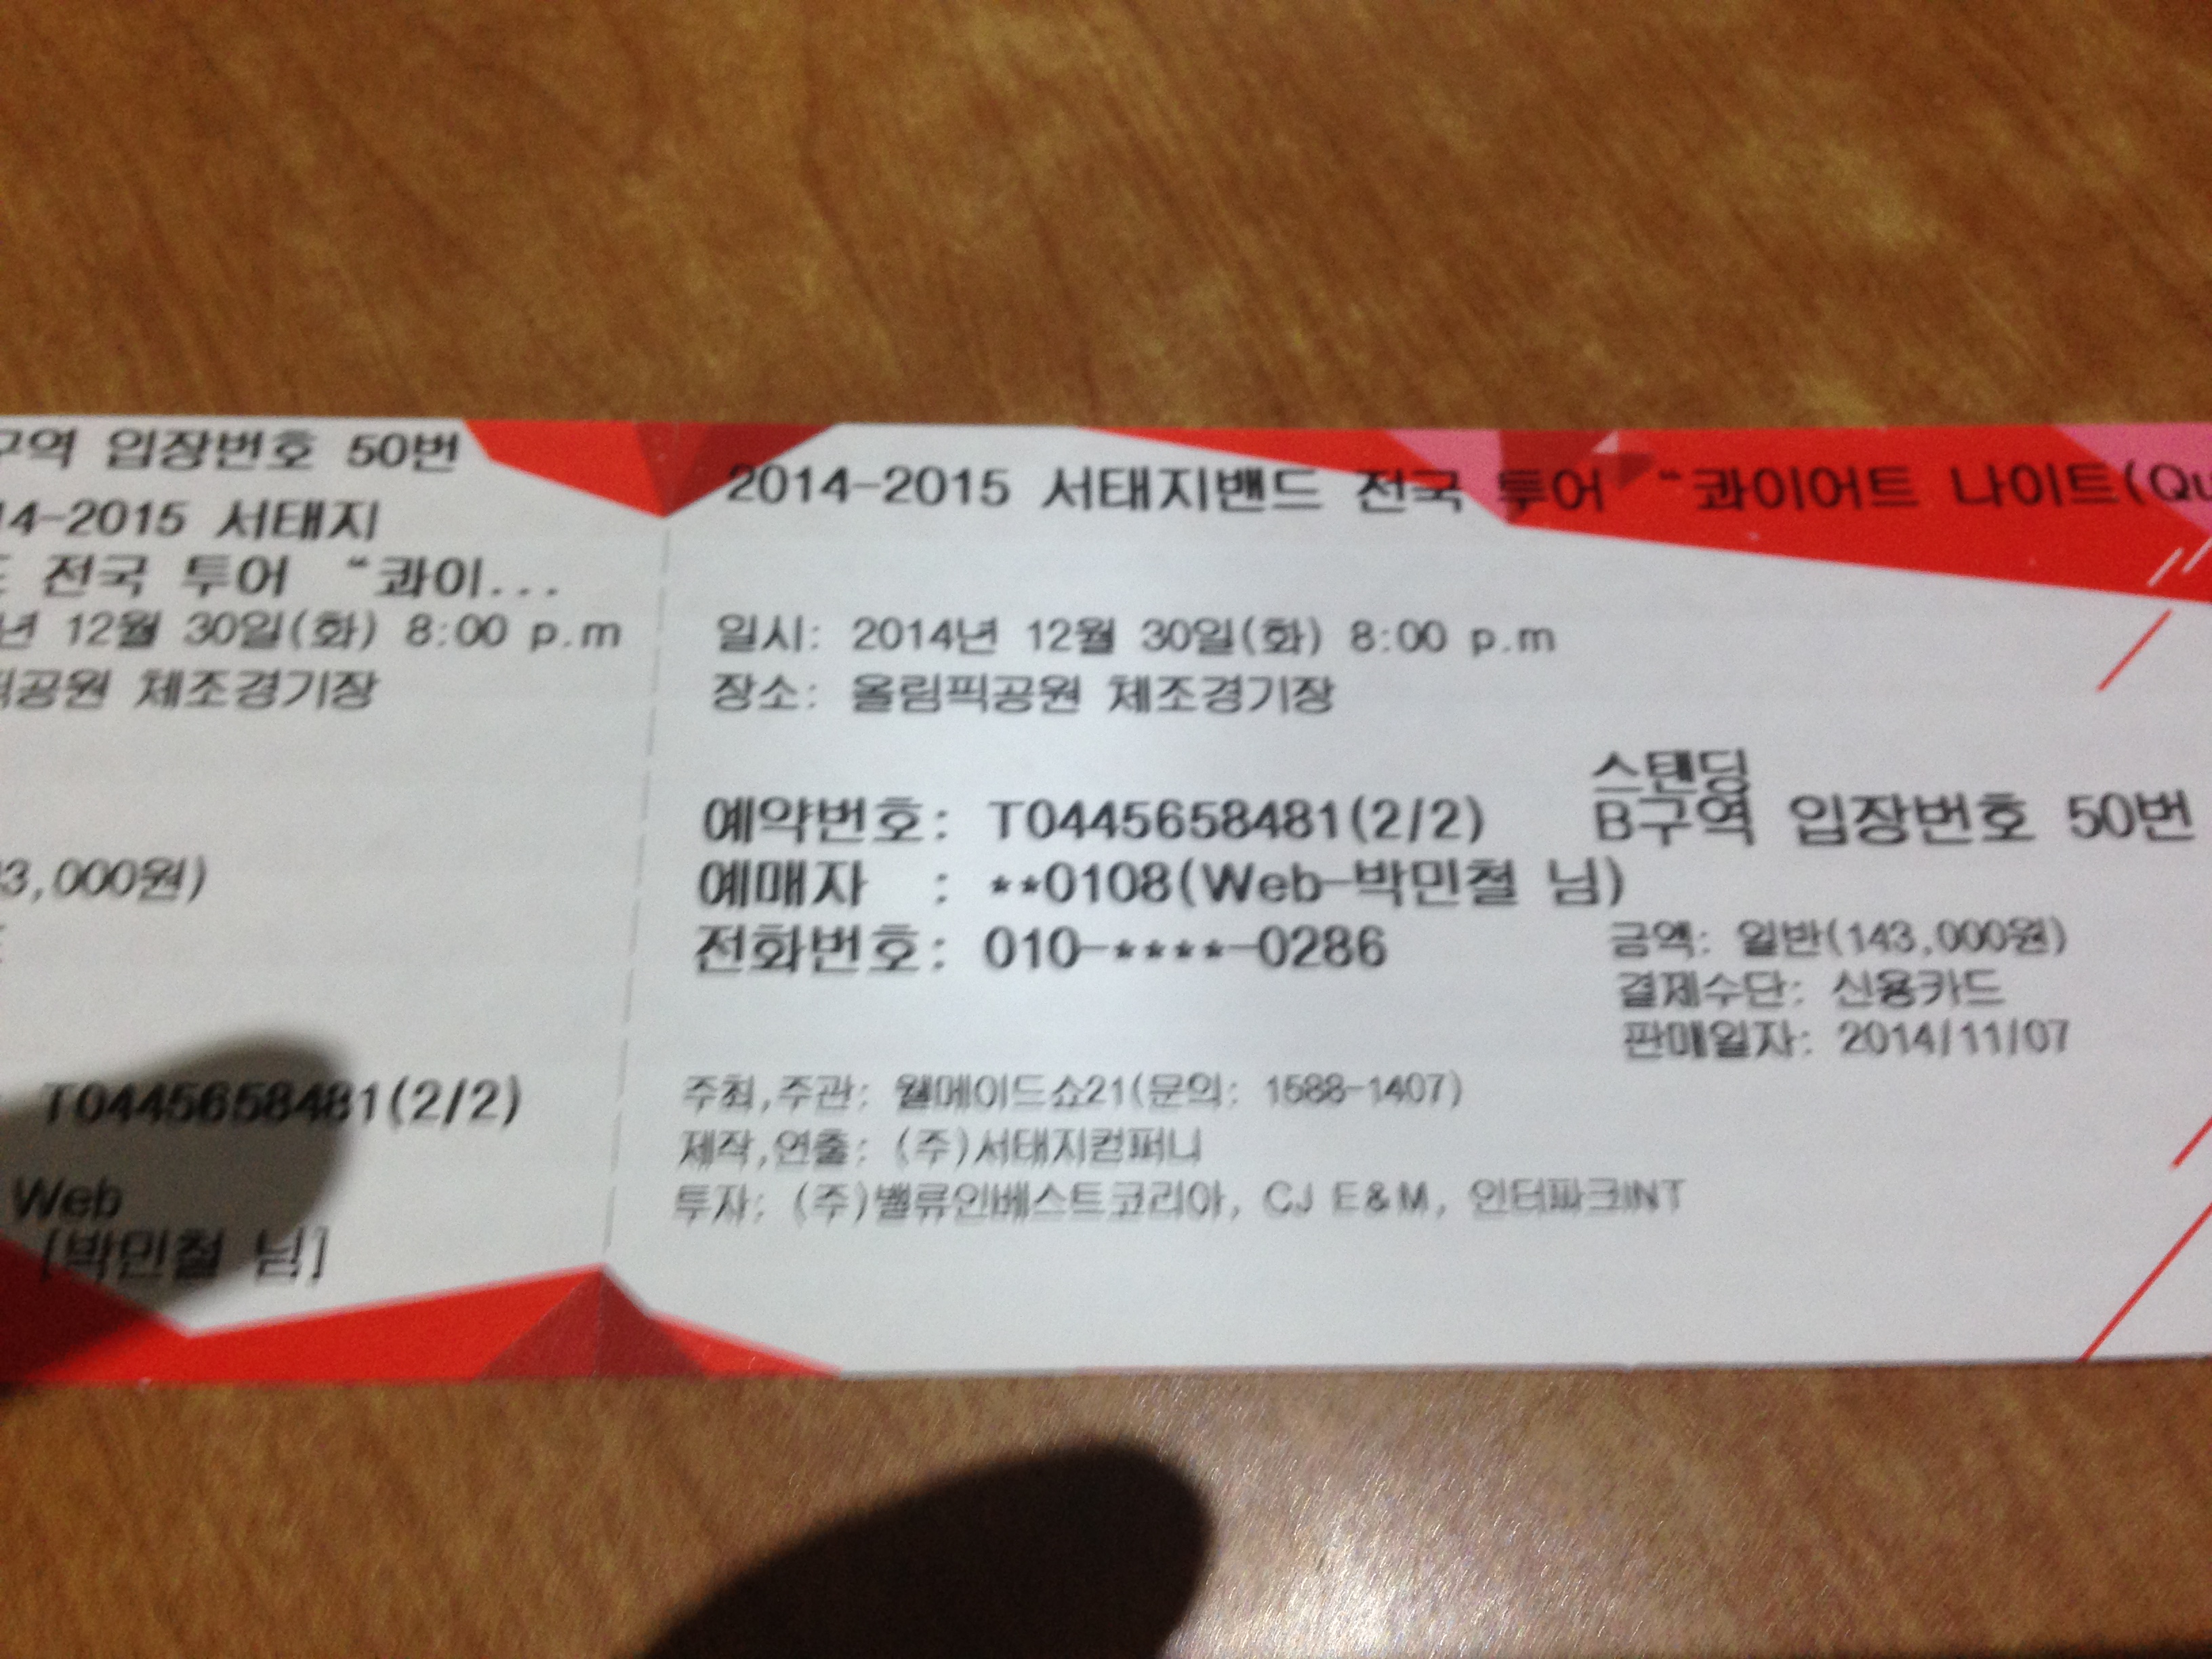 구역 입장번호 50번
14-2015 서태지
전국 투어 “콰이...
년 12월 30일(화) 8:00 p.m
픽공원 체조경기장
3,000원)
T0445658481(2/2)
Web
[박민철 님]
2014-2015 서태지밴드 전국 투어 “콰이어트 나이트(Qu
일시: 2014년 12월 30일(화) 8:00 p.m
장소: 올림픽공원 체조경기장
스탠딩
예약번호: T0445658481(2/2) B구역 입장번호 50번
예매자 : **0108(Web-박민철 님)
전화번호: 010-****-0286
금액: 일반(143,000원)
결제수단: 신용카드
판매일자: 2014/11/07
주최,주관: 웰메이드쇼21(문의: 1588-1407)
제작,연출: (주)서태지컴퍼니
투자: (주)밸류인베스트코리아, CJ E&M, 인터파크INT